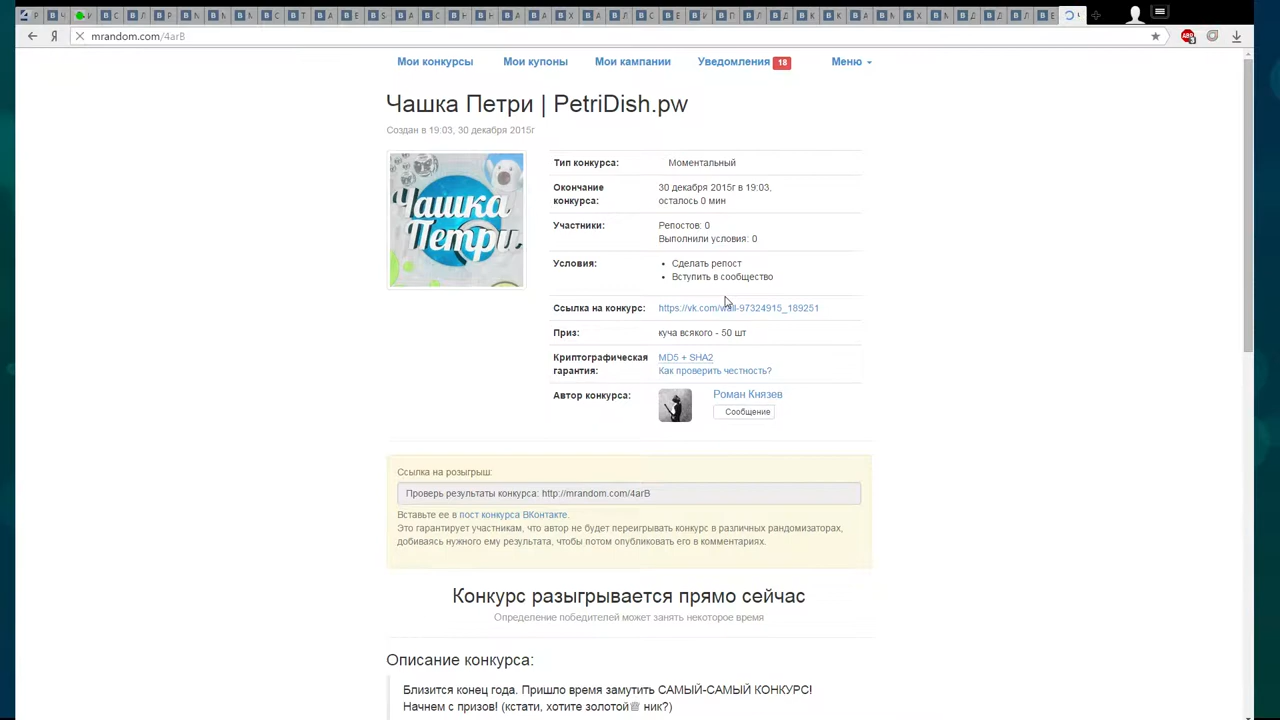 mrandom.com/4arB
Мои конкурсы Мои купоны Мои кампании Уведомления 18 Меню
Чашка Петри | PetriDish.pw
Создан в 19:03, 30 декабря 2015г
Чашка
Петри.
Тип конкурса: Моментальный
Окончание конкурса: 30 декабря 2015г в 19:03,
осталось 0 мин
Участники: Репостов: 0
Выполнили условия: 0
Условия: • Сделать репост
• Вступить в сообщество
Ссылка на конкурс: https://vk.com/wall-97324915_189251
Приз: куча всякого - 50 шт
Криптографическая гарантия: MD5 + SHA2
Как проверить честность?
Автор конкурса: Роман Князев
Сообщение
Ссылка на розыгрыш:
Проверь результаты конкурса: http://mrandom.com/4arB
Вставьте ее в пост конкурса ВКонтакте.
Это гарантирует участникам, что автор не будет переигрывать конкурс в различных рандомизаторах,
добиваясь нужного ему результата, чтобы потом опубликовать его в комментариях.
Конкурс разыгрывается прямо сейчас
Определение победителей может занять некоторое время
Описание конкурса:
Близится конец года. Пришло время замутить САМЫЙ-САМЫЙ КОНКУРС!
Начнем с призов! (кстати, хотите золотой♕ ник?)